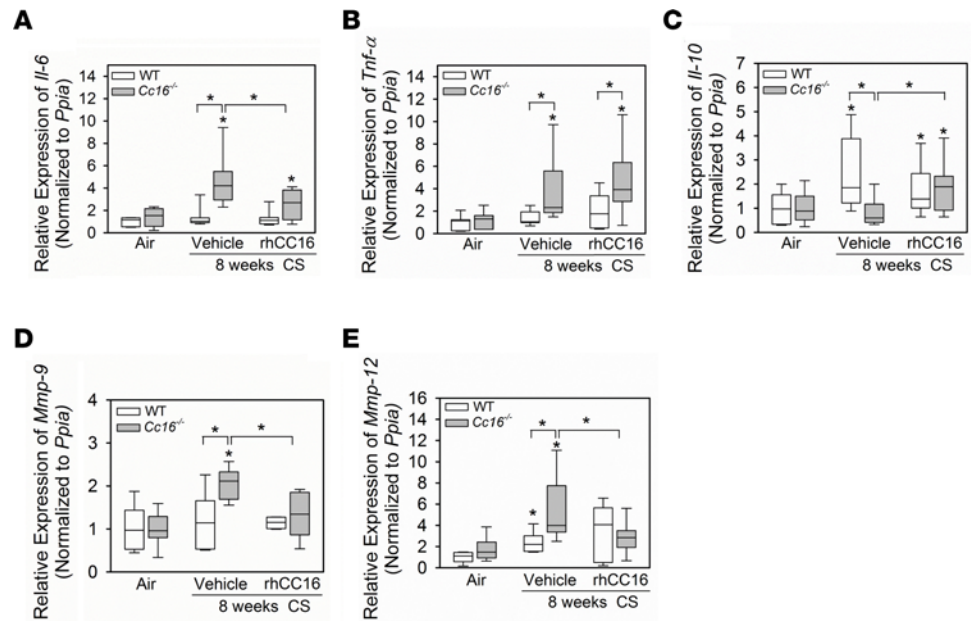 A
Relative Expression of Il-6
(Normalized to Ppia)
14
12
10
8
6
4
2
0
WT
Cc16-/-
*
*
*
*
Air
Vehicle
rhCC16
8 weeks CS
B
Relative Expression of Tnf-α
(Normalized to Ppia)
14
12
10
8
6
4
2
0
WT
Cc16-/-
*
*
*
*
Air
Vehicle
rhCC16
8 weeks CS
C
Relative Expression of Il-10
(Normalized to Ppia)
7
6
5
4
3
2
1
0
WT
Cc16-/-
*
*
*
*
*
Air
Vehicle
rhCC16
8 weeks CS
D
Relative Expression of Mmp-9
(Normalized to Ppia)
4
3
2
1
0
WT
Cc16-/-
*
*
*
Air
Vehicle
rhCC16
8 weeks CS
E
Relative Expression of Mmp-12
(Normalized to Ppia)
16
14
12
10
8
6
4
2
0
WT
Cc16-/-
*
*
*
*
Air
Vehicle
rhCC16
8 weeks CS